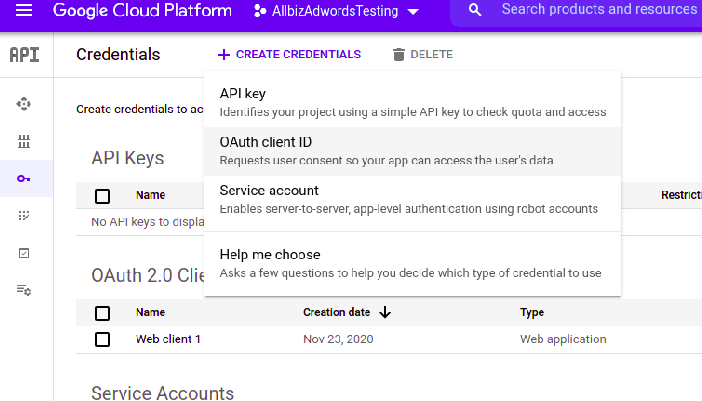 Google Cloud Platform AllbizAdwordsTesting Search products and resources
API Credentials + CREATE CREDENTIALS DELETE
Create credentials to ac
API key
Identifies your project using a simple API key to check quota and access
OAuth client ID
Requests user consent so your app can access the user's data
Service account
Enables server-to-server, app-level authentication using robot accounts
Help me choose
Asks a few questions to help you decide which type of credential to use
API Keys
Name Restrictio
No API keys to displa
OAuth 2.0 Clie
Name Creation date Type
Web client 1 Nov 23, 2020 Web application
Service Accounts